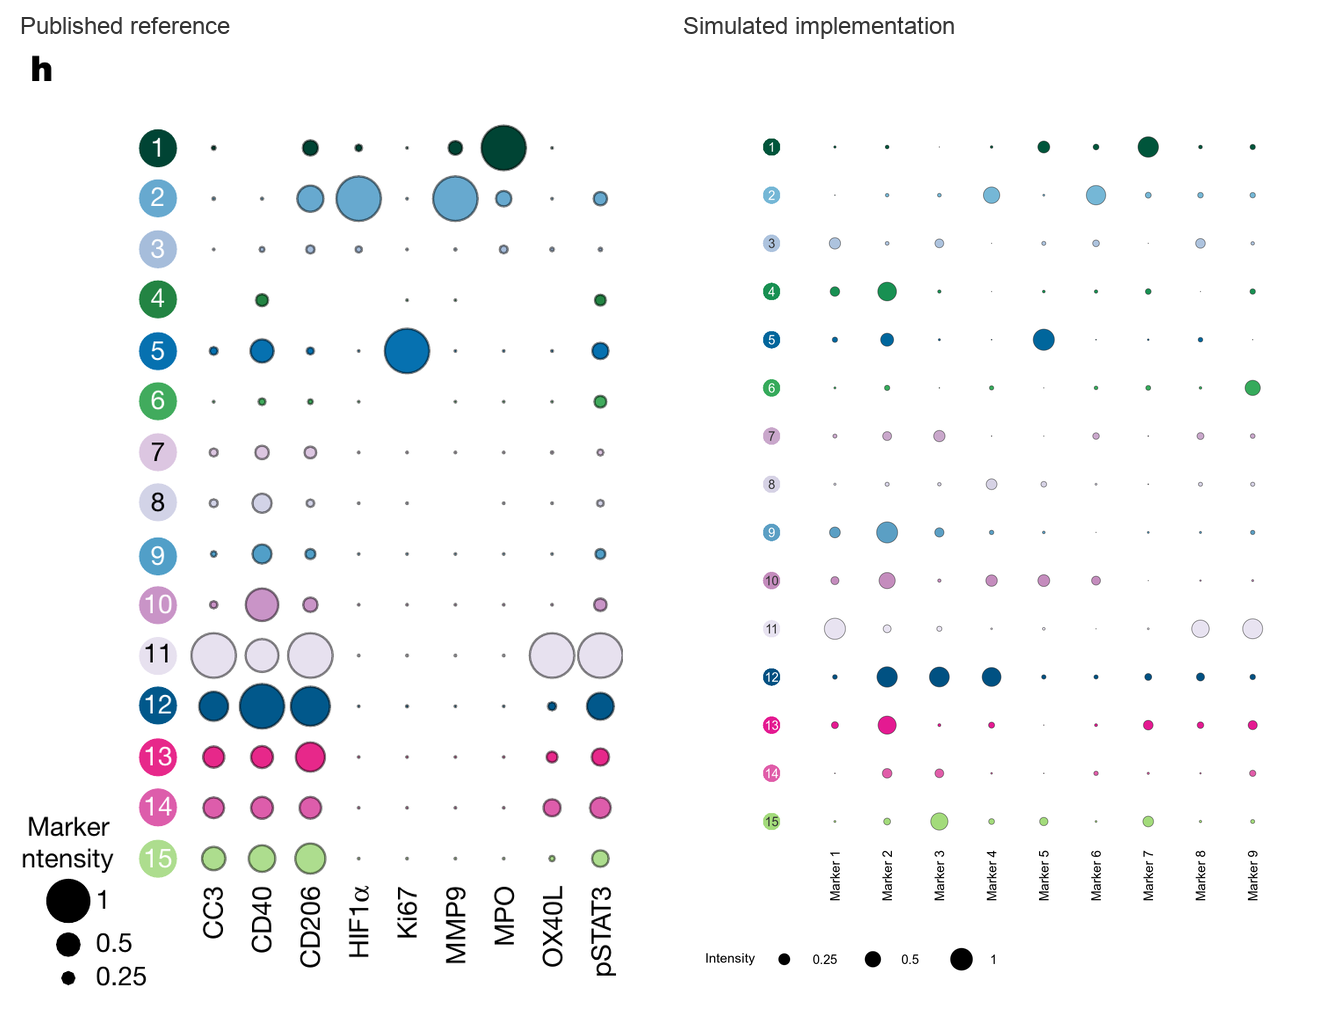 Published reference
Simulated implementation
h
1
2
3
4
5
6
7
8
9
10
11
12
13
14
15
Marker
ntensity
1
0.5
0.25
CC3
CD40
CD206
HIF1α
Ki67
MMP9
MPO
OX40L
pSTAT3
1
2
3
4
5
6
7
8
9
10
11
12
13
14
15
Marker 1
Marker 2
Marker 3
Marker 4
Marker 5
Marker 6
Marker 7
Marker 8
Marker 9
Intensity 0.25 0.5 1